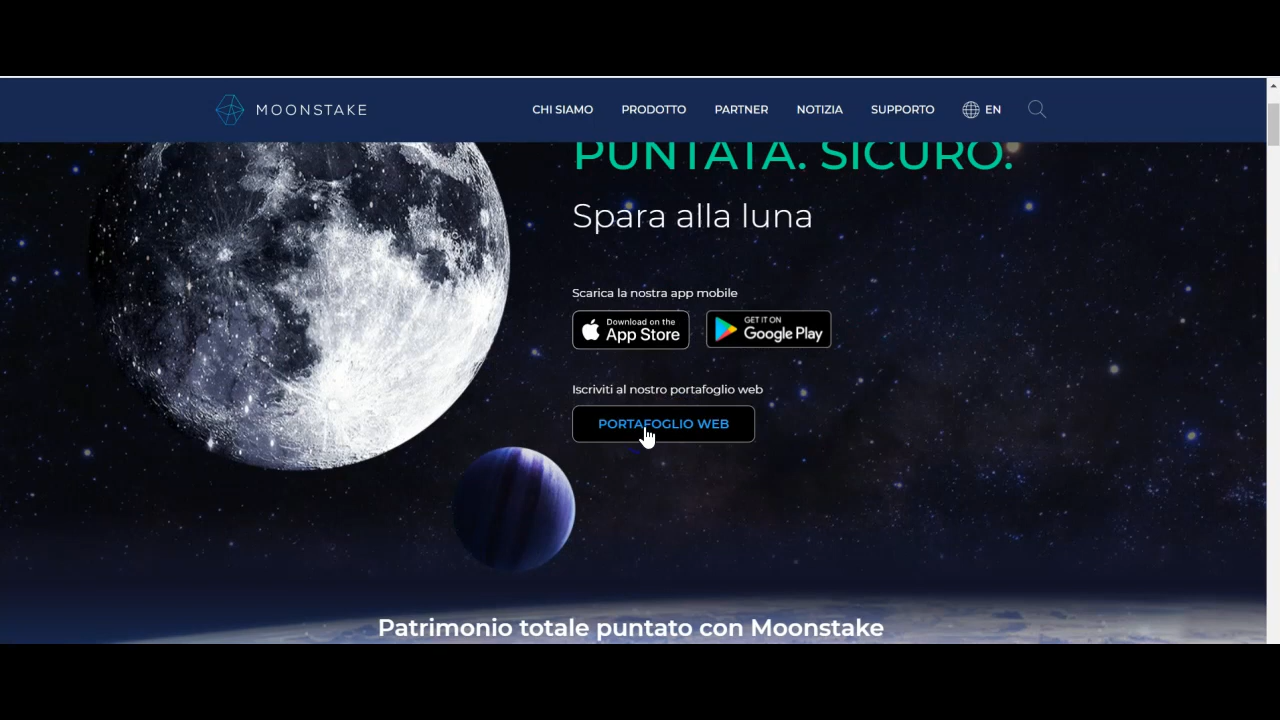 MOONSTAKE
CHI SIAMO PRODOTTO PARTNER NOTIZIA SUPPORTO EN
PUNTATA. SICURO.
Spara alla luna
Scarica la nostra app mobile
Download on the
App Store
GET IT ON
Google Play
Iscriviti al nostro portafoglio web
PORTAFOGLIO WEB
Patrimonio totale puntato con Moonstake